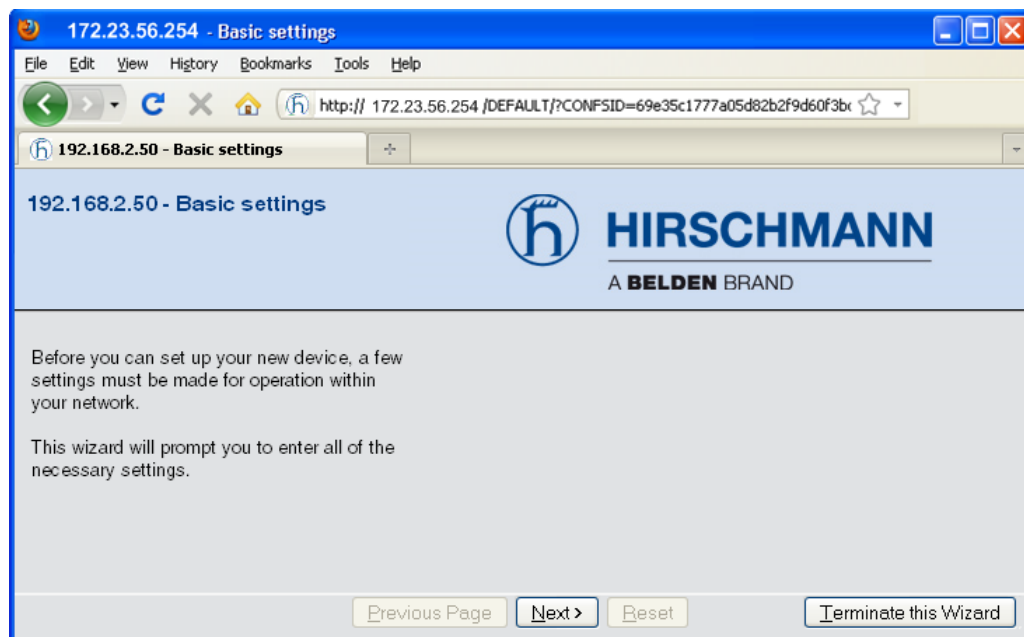 172.23.56.254 - Basic settings
File Edit View History Bookmarks Tools Help
http:// 172.23.56.254 /DEFAULT/?CONFSID=69e35c1777a05d82b2f9d60f3bc
192.168.2.50 - Basic settings
192.168.2.50 - Basic settings
HIRSCHMANN
A BELDEN BRAND
Before you can set up your new device, a few
settings must be made for operation within
your network.
This wizard will prompt you to enter all of the
necessary settings.
Previous Page Next > Reset Terminate this Wizard